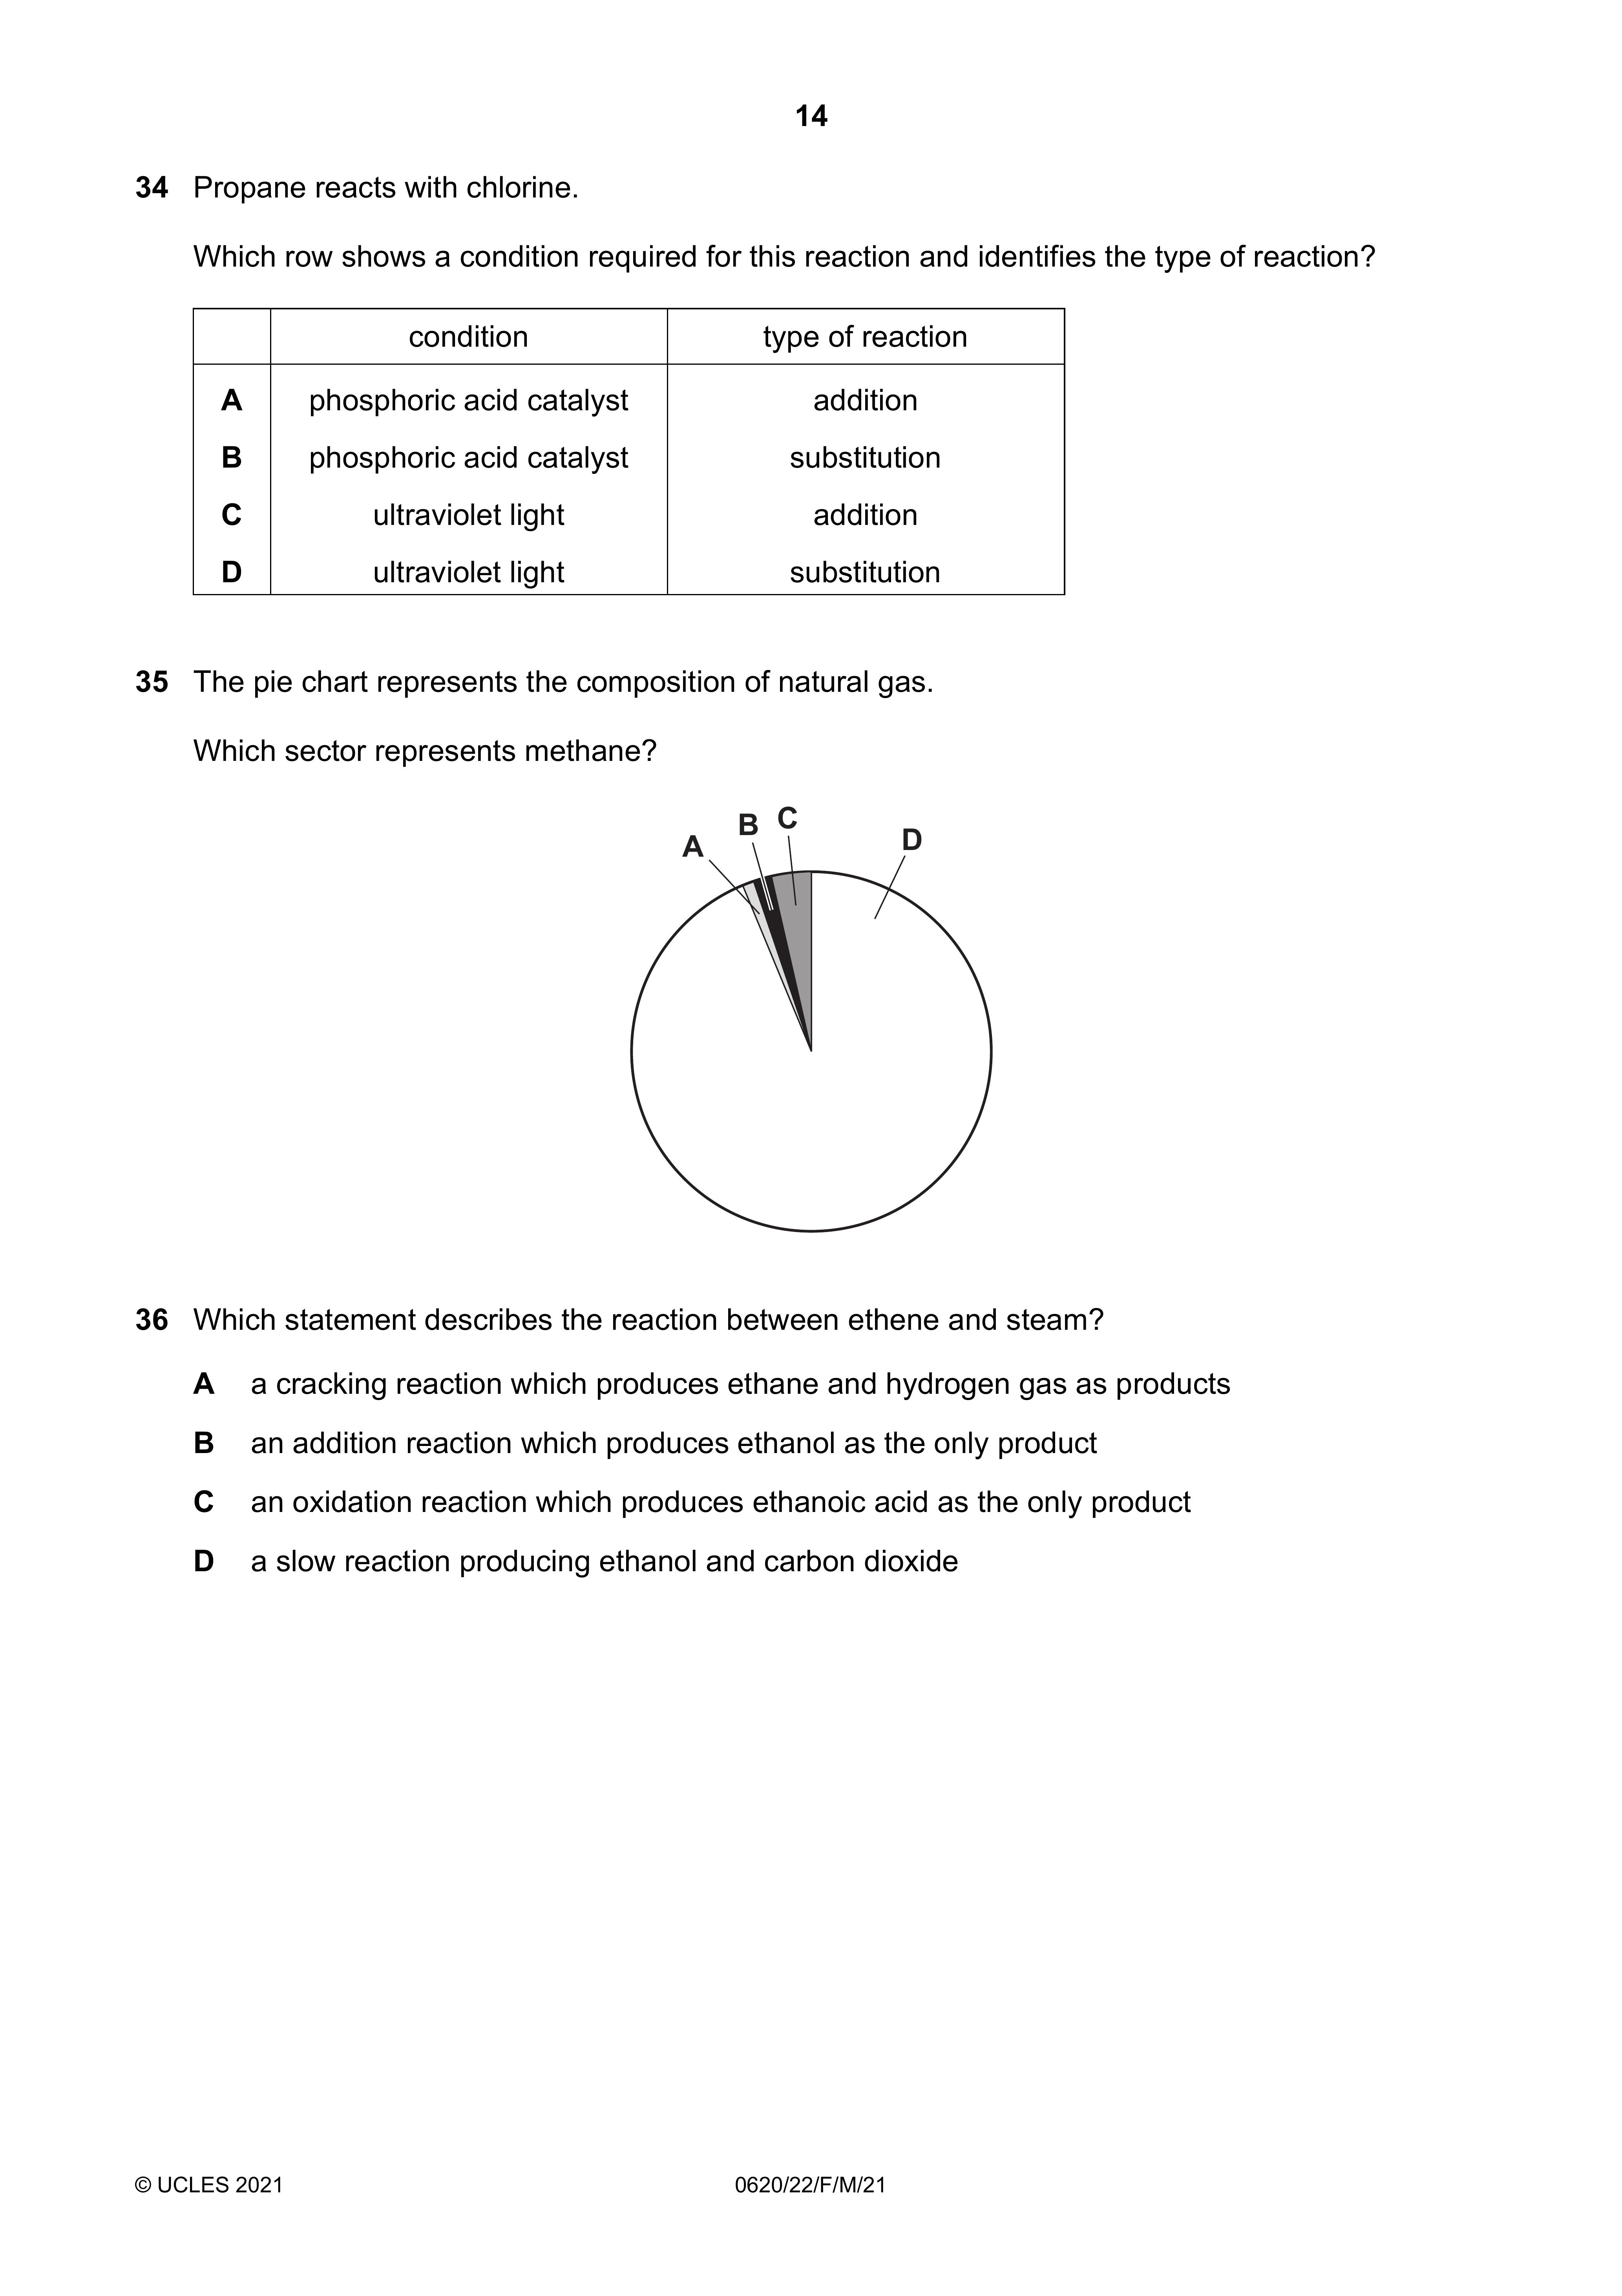 14
34 Propane reacts with chlorine.
Which row shows a condition required for this reaction and identifies the type of reaction?
condition type of reaction
A phosphoric acid catalyst addition
B phosphoric acid catalyst substitution
C ultraviolet light addition
D ultraviolet light substitution
35 The pie chart represents the composition of natural gas.
Which sector represents methane?
A B C D
36 Which statement describes the reaction between ethene and steam?
A a cracking reaction which produces ethane and hydrogen gas as products
B an addition reaction which produces ethanol as the only product
C an oxidation reaction which produces ethanoic acid as the only product
D a slow reaction producing ethanol and carbon dioxide
© UCLES 2021 0620/22/F/M/21